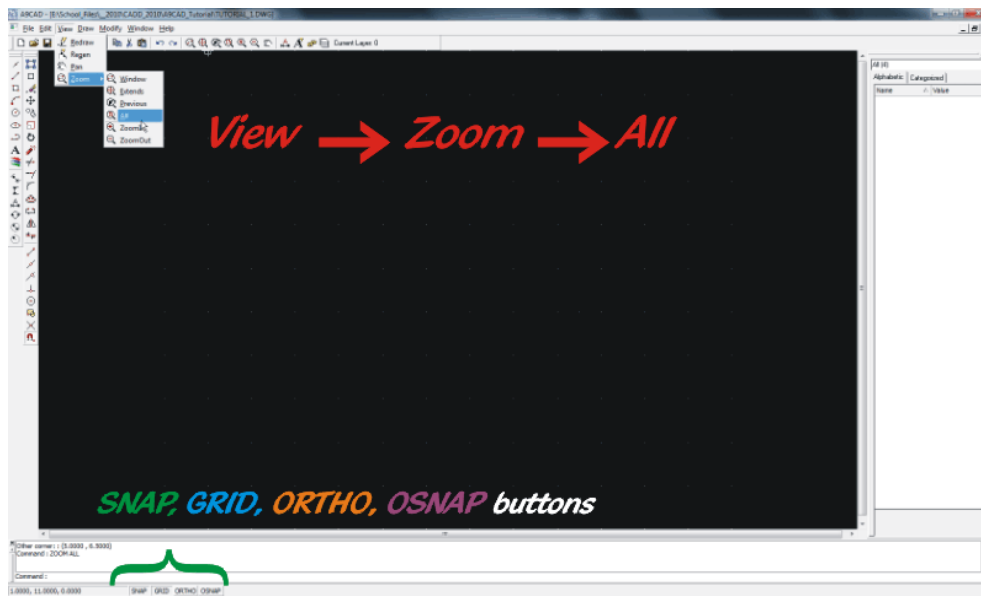 A9CAD - [E:\School_Files\_2010\CADD_2010\A9CAD_Tutorial\TUTORIAL_1.DWG]
File Edit View Draw Modify Window Help
Redraw
Current Layer 0
Regen
Pan
All (0)
Zoom
Window
Alphabetic Categorized
Extends
Name Value
Previous
All
ZoomIn
ZoomOut
View → Zoom → All
SNAP, GRID, ORTHO, OSNAP buttons
Other corner : : (5.0000 , 6.3000)
Command : ZOOM ALL
Command :
1.0000, 11.0000, 0.0000 SNAP GRID ORTHO OSNAP